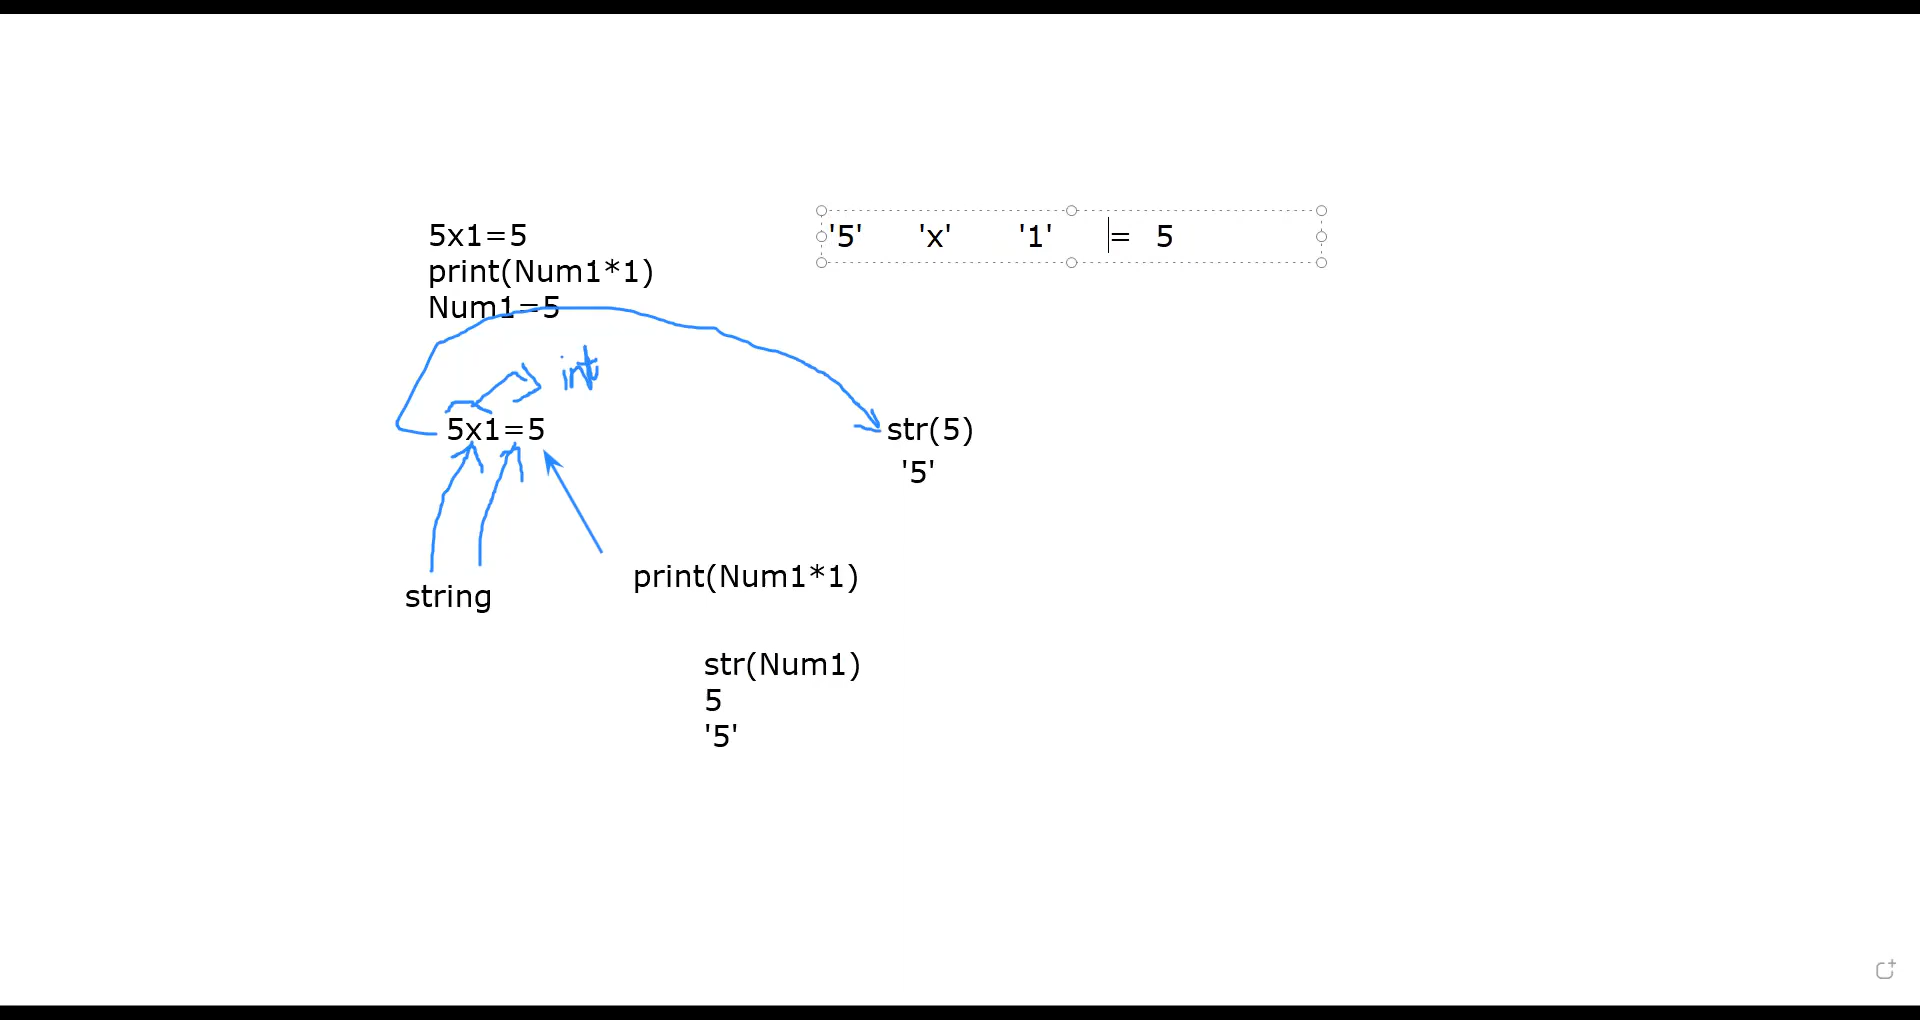 5x1=5
print(Num1*1)
Num1=5
'5' 'x' '1' = 5
int
5x1=5
str(5)
'5'
string
print(Num1*1)
str(Num1)
5
'5'